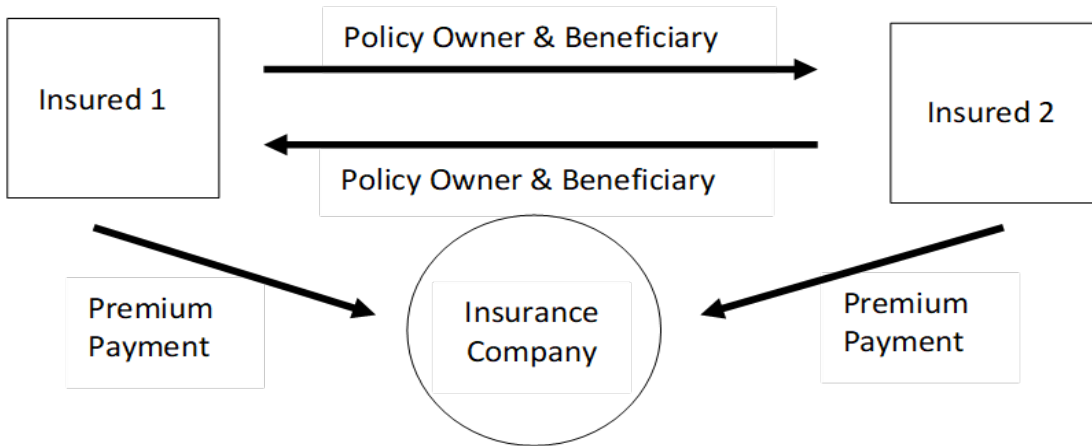 Policy Owner & Beneficiary
Insured 1
Insured 2
Policy Owner & Beneficiary
Premium
Payment
Insurance
Company
Premium
Payment